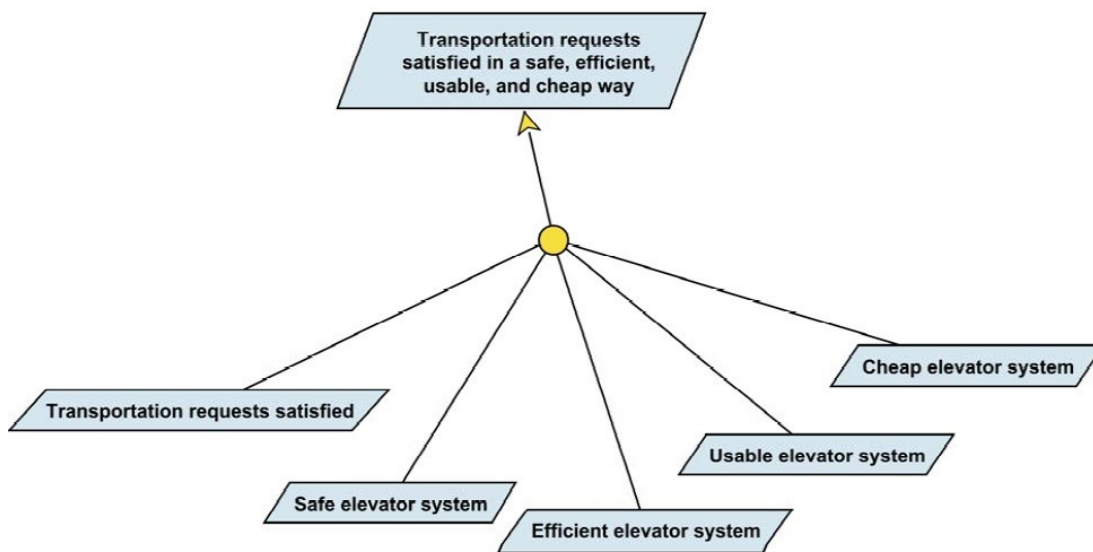 Transportation requests
satisfied in a safe, efficient,
usable, and cheap way
Cheap elevator system
Transportation requests satisfied
Usable elevator system
Safe elevator system
Efficient elevator system